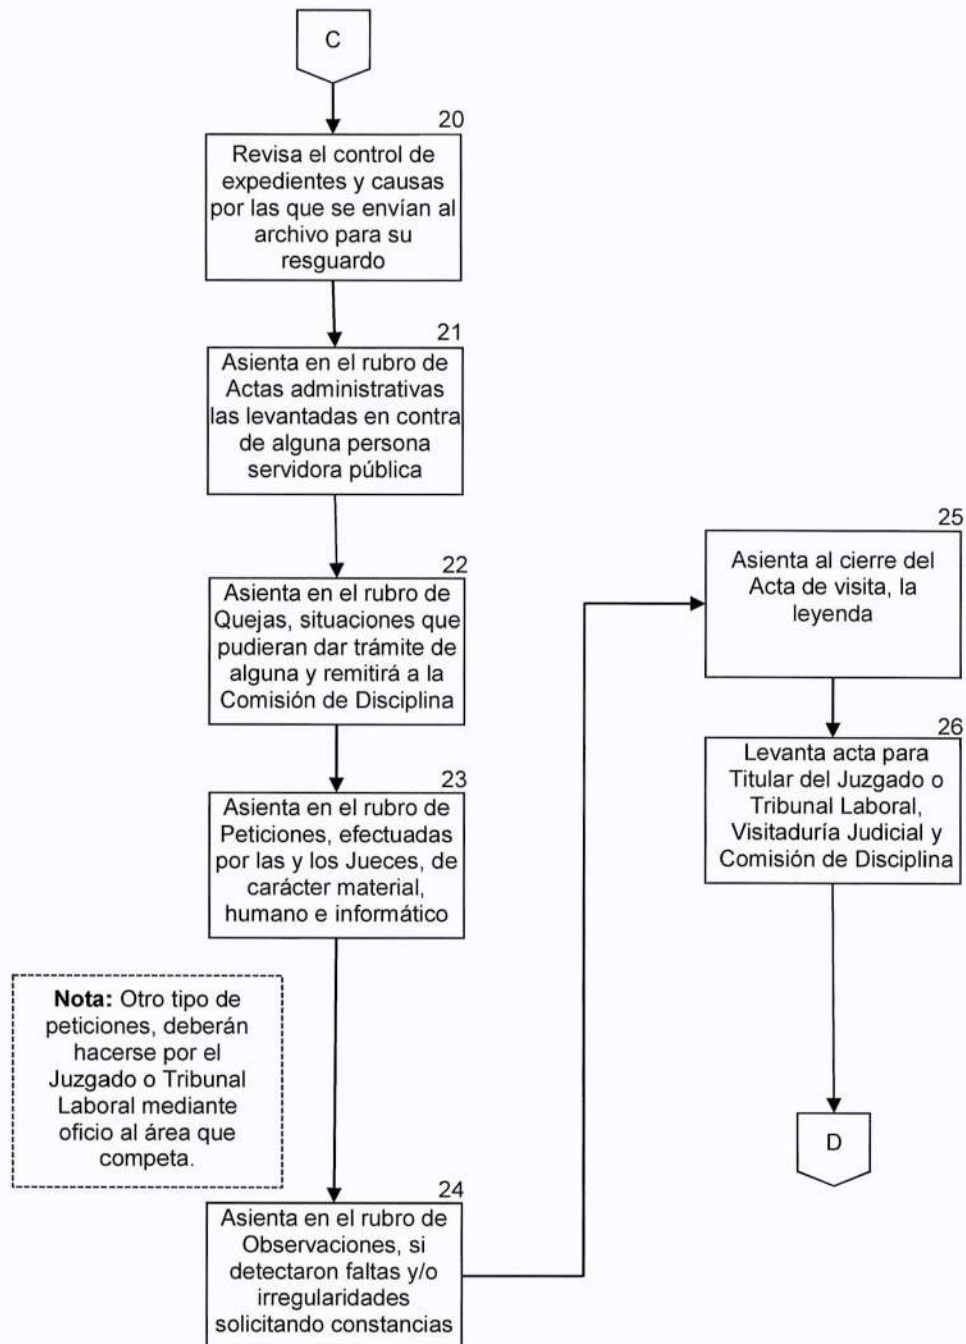 C
20
Revisa el control de
expedientes y causas
por las que se envían al
archivo para su
resguardo
21
Asienta en el rubro de
Actas administrativas
las levantadas en contra
de alguna persona
servidora pública
22
Asienta en el rubro de
Quejas, situaciones que
pudieran dar trámite de
alguna y remitirá a la
Comisión de Disciplina
23
Asienta en el rubro de
Peticiones, efectuadas
por las y los Jueces, de
carácter material,
humano e informático
Nota: Otro tipo de
peticiones, deberán
hacerse por el
Juzgado o Tribunal
Laboral mediante
oficio al área que
competa.
24
Asienta en el rubro de
Observaciones, si
detectaron faltas y/o
irregularidades
solicitando constancias
25
Asienta al cierre del
Acta de visita, la
leyenda
26
Levanta acta para
Titular del Juzgado o
Tribunal Laboral,
Visitaduría Judicial y
Comisión de Disciplina
D